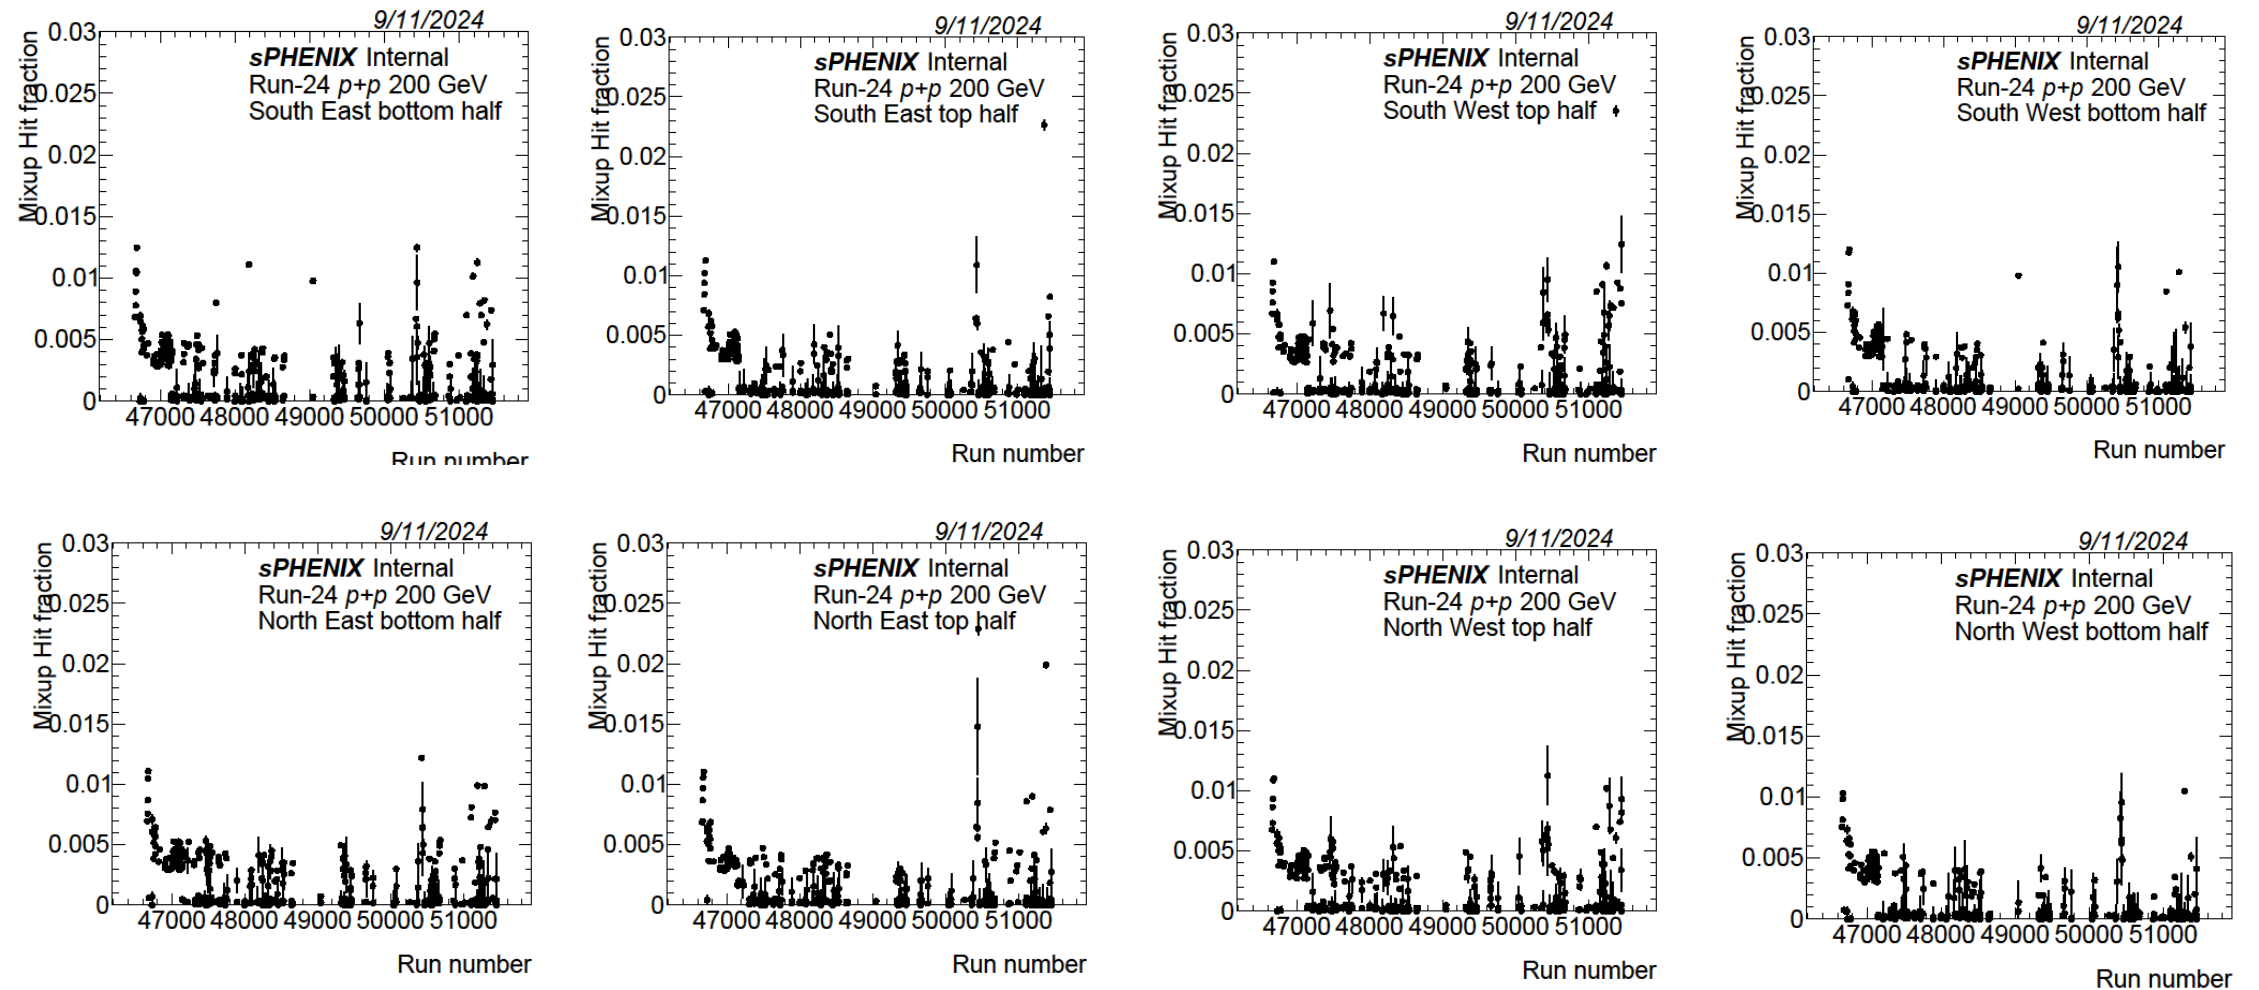 9/11/2024
0.03
sPHENIX Internal
Run-24 p+p 200 GeV
South East bottom half
0.025
0.02
0.015
0.01
0.005
0
Mixup Hit fraction
47000 48000 49000 50000 51000
Run number
9/11/2024
0.03
sPHENIX Internal
Run-24 p+p 200 GeV
South East top half
0.025
0.02
0.015
0.01
0.005
0
Mixup Hit fraction
47000 48000 49000 50000 51000
Run number
9/11/2024
0.03
sPHENIX Internal
Run-24 p+p 200 GeV
South West top half
0.025
0.02
0.015
0.01
0.005
0
Mixup Hit fraction
47000 48000 49000 50000 51000
Run number
9/11/2024
0.03
sPHENIX Internal
Run-24 p+p 200 GeV
South West bottom half
0.025
0.02
0.015
0.01
0.005
0
Mixup Hit fraction
47000 48000 49000 50000 51000
Run number
9/11/2024
0.03
sPHENIX Internal
Run-24 p+p 200 GeV
North East bottom half
0.025
0.02
0.015
0.01
0.005
0
Mixup Hit fraction
47000 48000 49000 50000 51000
Run number
9/11/2024
0.03
sPHENIX Internal
Run-24 p+p 200 GeV
North East top half
0.025
0.02
0.015
0.01
0.005
0
Mixup Hit fraction
47000 48000 49000 50000 51000
Run number
9/11/2024
0.03
sPHENIX Internal
Run-24 p+p 200 GeV
North West top half
0.025
0.02
0.015
0.01
0.005
0
Mixup Hit fraction
47000 48000 49000 50000 51000
Run number
9/11/2024
0.03
sPHENIX Internal
Run-24 p+p 200 GeV
North West bottom half
0.025
0.02
0.015
0.01
0.005
0
Mixup Hit fraction
47000 48000 49000 50000 51000
Run number